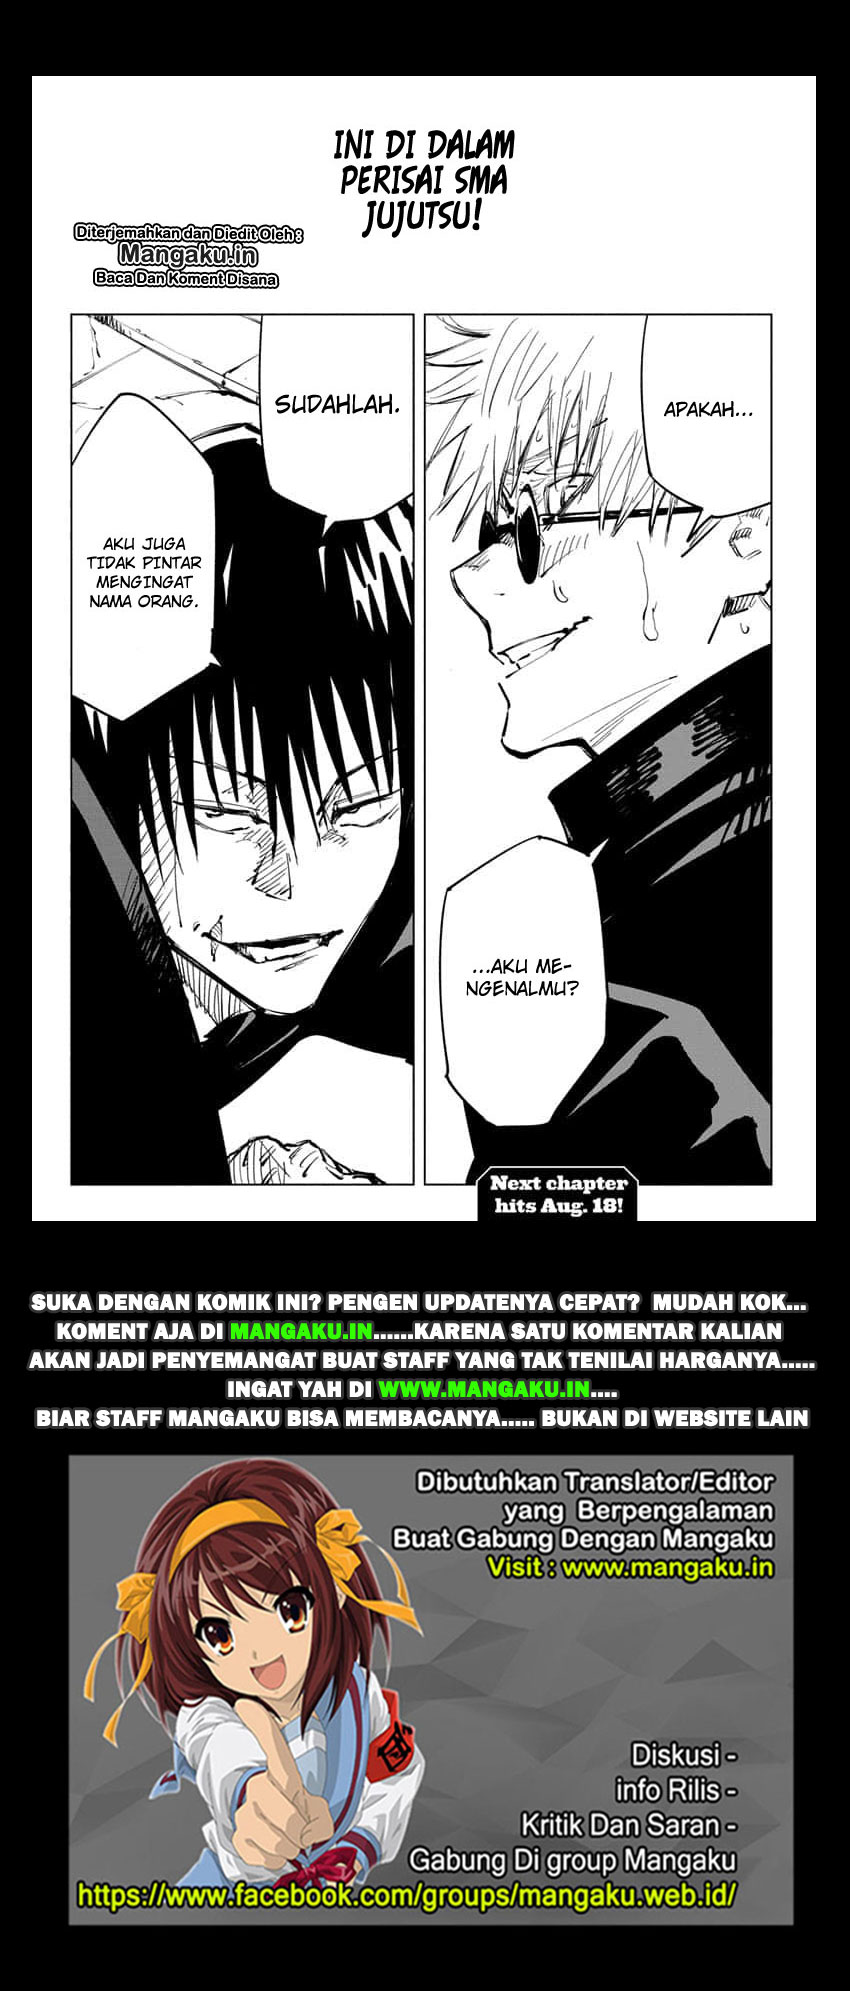 INI DI DALAM
PERISAI SMA
JUJUTSU!
Diterjemahkan dan Diedit Oleh :
Mangaku.in
Baca Dan Koment Disana
APAKAH...
...AKU ME-
NGENALMU?
SUDAHLAH.
AKU JUGA
TIDAK PINTAR
MENGINGAT
NAMA ORANG.
Next chapter
hits Aug. 18!
SUKA DENGAN KOMIK INI? PENGEN UPDATENYA CEPAT? MUDAH KOK...
KOMENT AJA DI MANGAKU.IN......KARENA SATU KOMENTAR KALIAN
AKAN JADI PENYEMANGAT BUAT STAFF YANG TAK TENILAI HARGANYA.....
INGAT YAH DI WWW.MANGAKU.IN....
BIAR STAFF MANGAKU BISA MEMBACANYA..... BUKAN DI WEBSITE LAIN
Dibutuhkan Translator/Editor
yang Berpengalaman
Buat Gabung Dengan Mangaku
Visit : www.mangaku.in
団
Diskusi -
info Rilis -
Kritik Dan Saran -
Gabung Di group Mangaku
https://www.facebook.com/groups/mangaku.web.id/